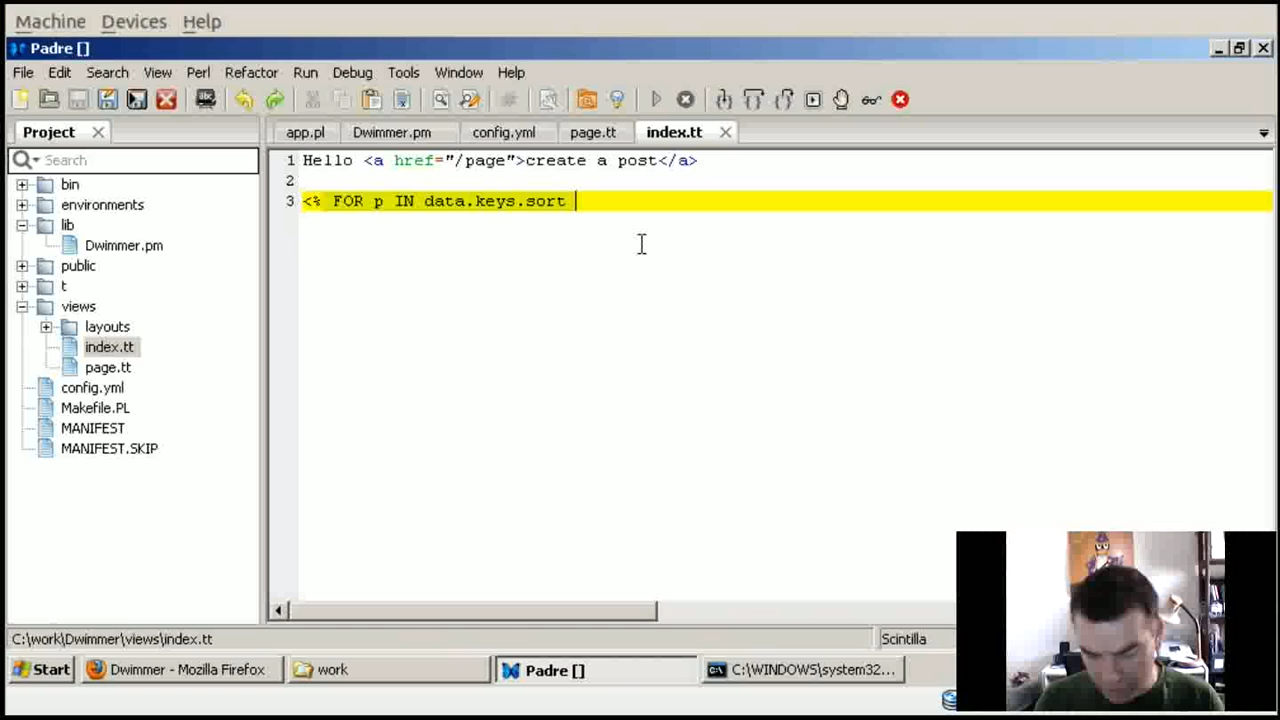 Machine Devices Help
Padre []
File Edit Search View Perl Refactor Run Debug Tools Window Help
Project
app.pl Dwimmer.pm config.yml page.tt index.tt
Search
1 Hello <a href="/page">create a post</a>
2
3 <% FOR p IN data.keys.sort
bin
environments
lib
Dwimmer.pm
public
t
views
layouts
index.tt
page.tt
config.yml
Makefile.PL
MANIFEST
MANIFEST.SKIP
C:\work\Dwimmer\views\index.tt Scintilla
Start Dwimmer - Mozilla Firefox work Padre [] C:\WINDOWS\system32...